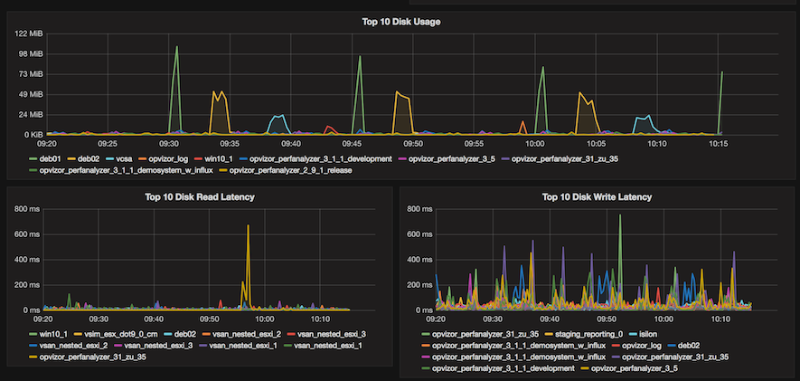 Top 10 Disk Usage
122 MiB
98 MiB
73 MiB
49 MiB
24 MiB
0 KiB
09:20 09:25 09:30 09:35 09:40 09:45 09:50 09:55 10:00 10:05 10:10 10:15
deb01 deb02 vcsa opvizor_log win10_1 opvizor_perfanalyzer_3_1_1_development opvizor_perfanalyzer_3_5 opvizor_perfanalyzer_31_zu_35
opvizor_perfanalyzer_3_1_1_demosystem_w_influx opvizor_perfanalyzer_2_9_1_release
Top 10 Disk Read Latency
800 ms
600 ms
400 ms
200 ms
0 ms
09:20 09:30 09:40 09:50 10:00 10:10
win10_1 vsim_esx_dot9_0_cm deb02 vsan_nested_esxi_2 vsan_nested_esxi_3
vsan_nested_esxi_2 vsan_nested_esxi_3 vsan_nested_esxi_1 vsan_nested_esxi_1
opvizor_perfanalyzer_31_zu_35
Top 10 Disk Write Latency
800 ms
600 ms
400 ms
200 ms
0 ms
09:20 09:30 09:40 09:50 10:00 10:10
opvizor_perfanalyzer_31_zu_35 staging_reporting_0 isilon
opvizor_perfanalyzer_3_1_1_demosystem_w_influx opvizor_log deb02
opvizor_perfanalyzer_3_1_1_demosystem_w_influx opvizor_perfanalyzer_31_zu_35
opvizor_perfanalyzer_3_1_1_development opvizor_perfanalyzer_3_5